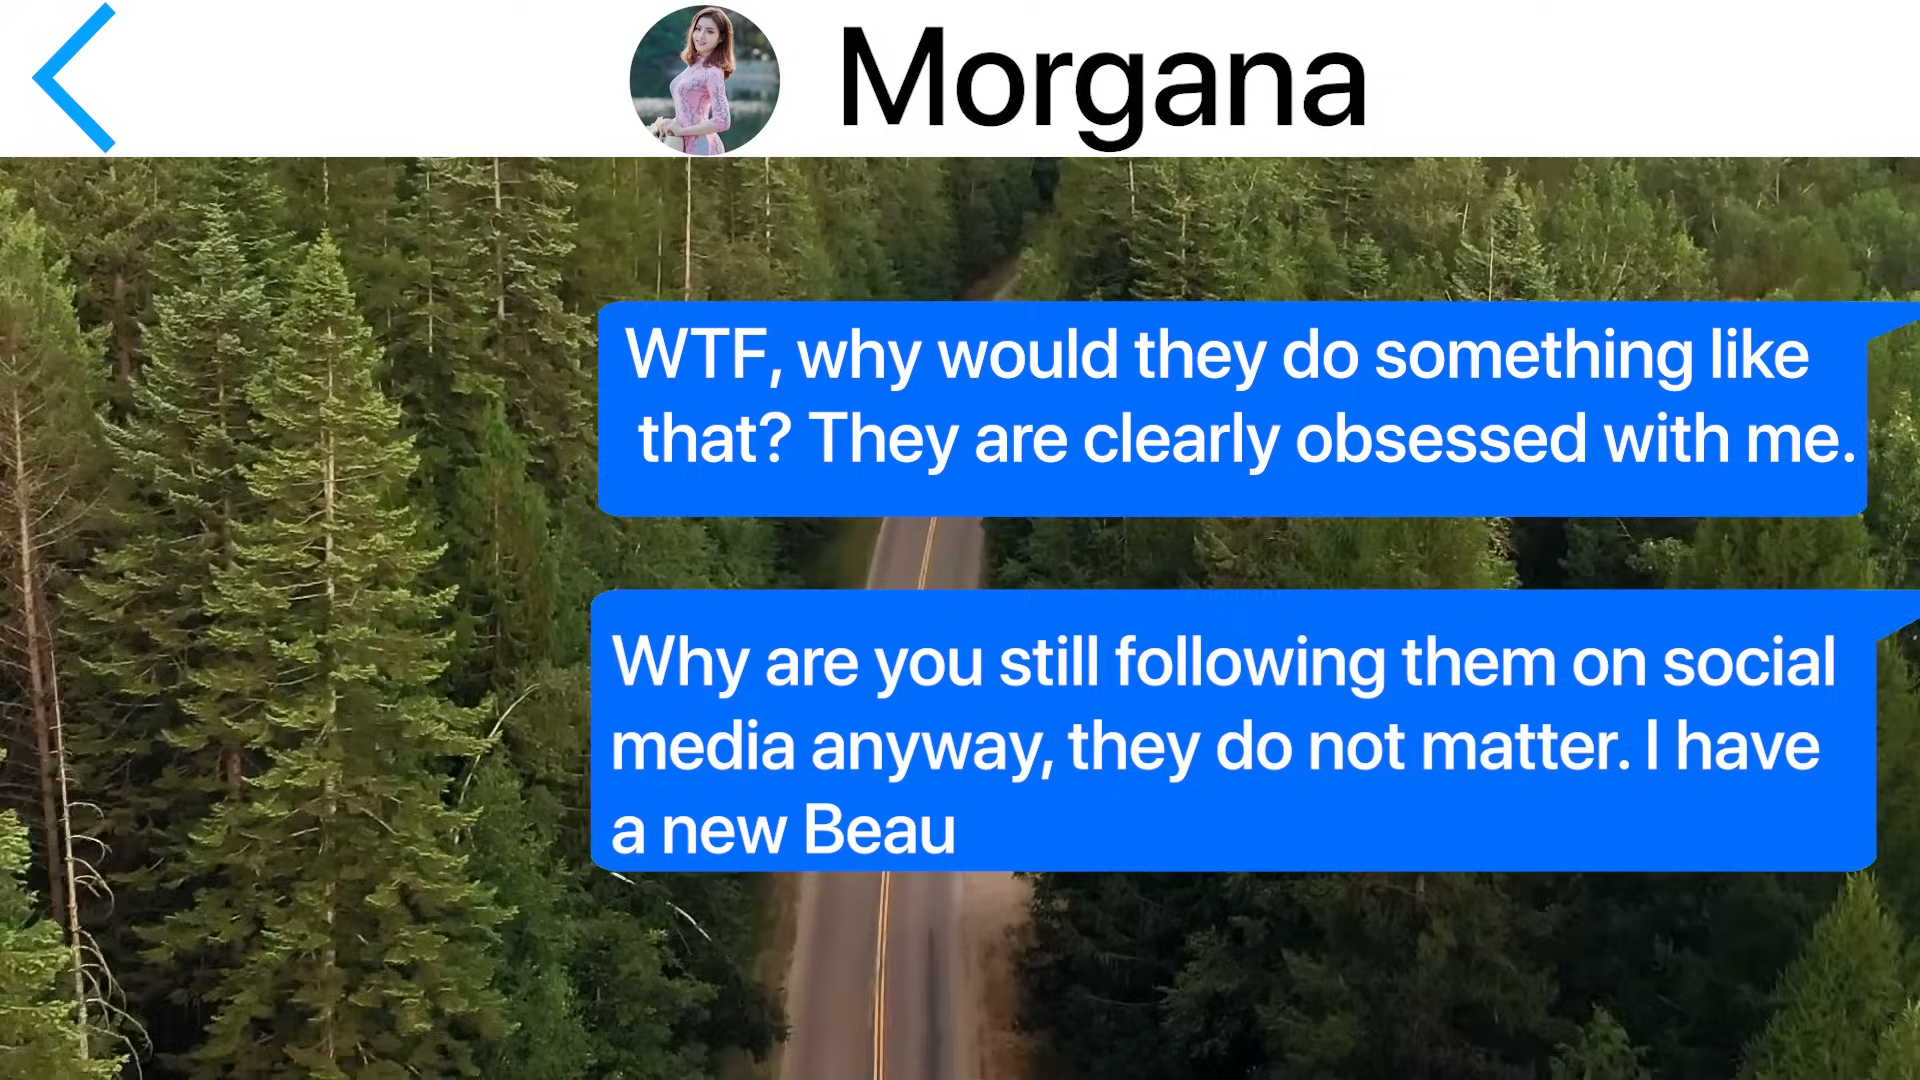 Morgana
WTF, why would they do something like
that? They are clearly obsessed with me.
Why are you still following them on social
media anyway, they do not matter. I have
a new Beau